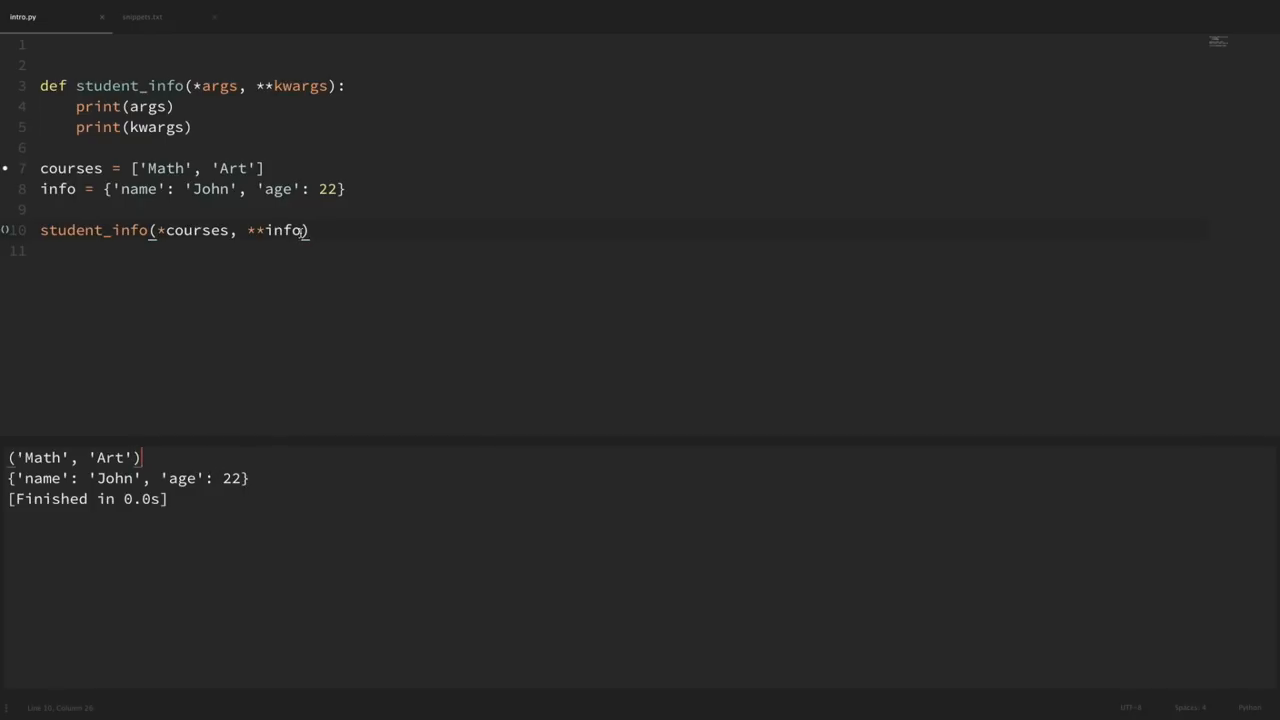 intro.py × snippets.txt ×
1
2
3 def student_info(*args, **kwargs):
4 print(args)
5 print(kwargs)
6
7 courses = ['Math', 'Art']
8 info = {'name': 'John', 'age': 22}
9
10 student_info(*courses, **info)
11
('Math', 'Art')
{'name': 'John', 'age': 22}
[Finished in 0.0s]
Line 10, Column 26 UTF-8 Spaces: 4 Python